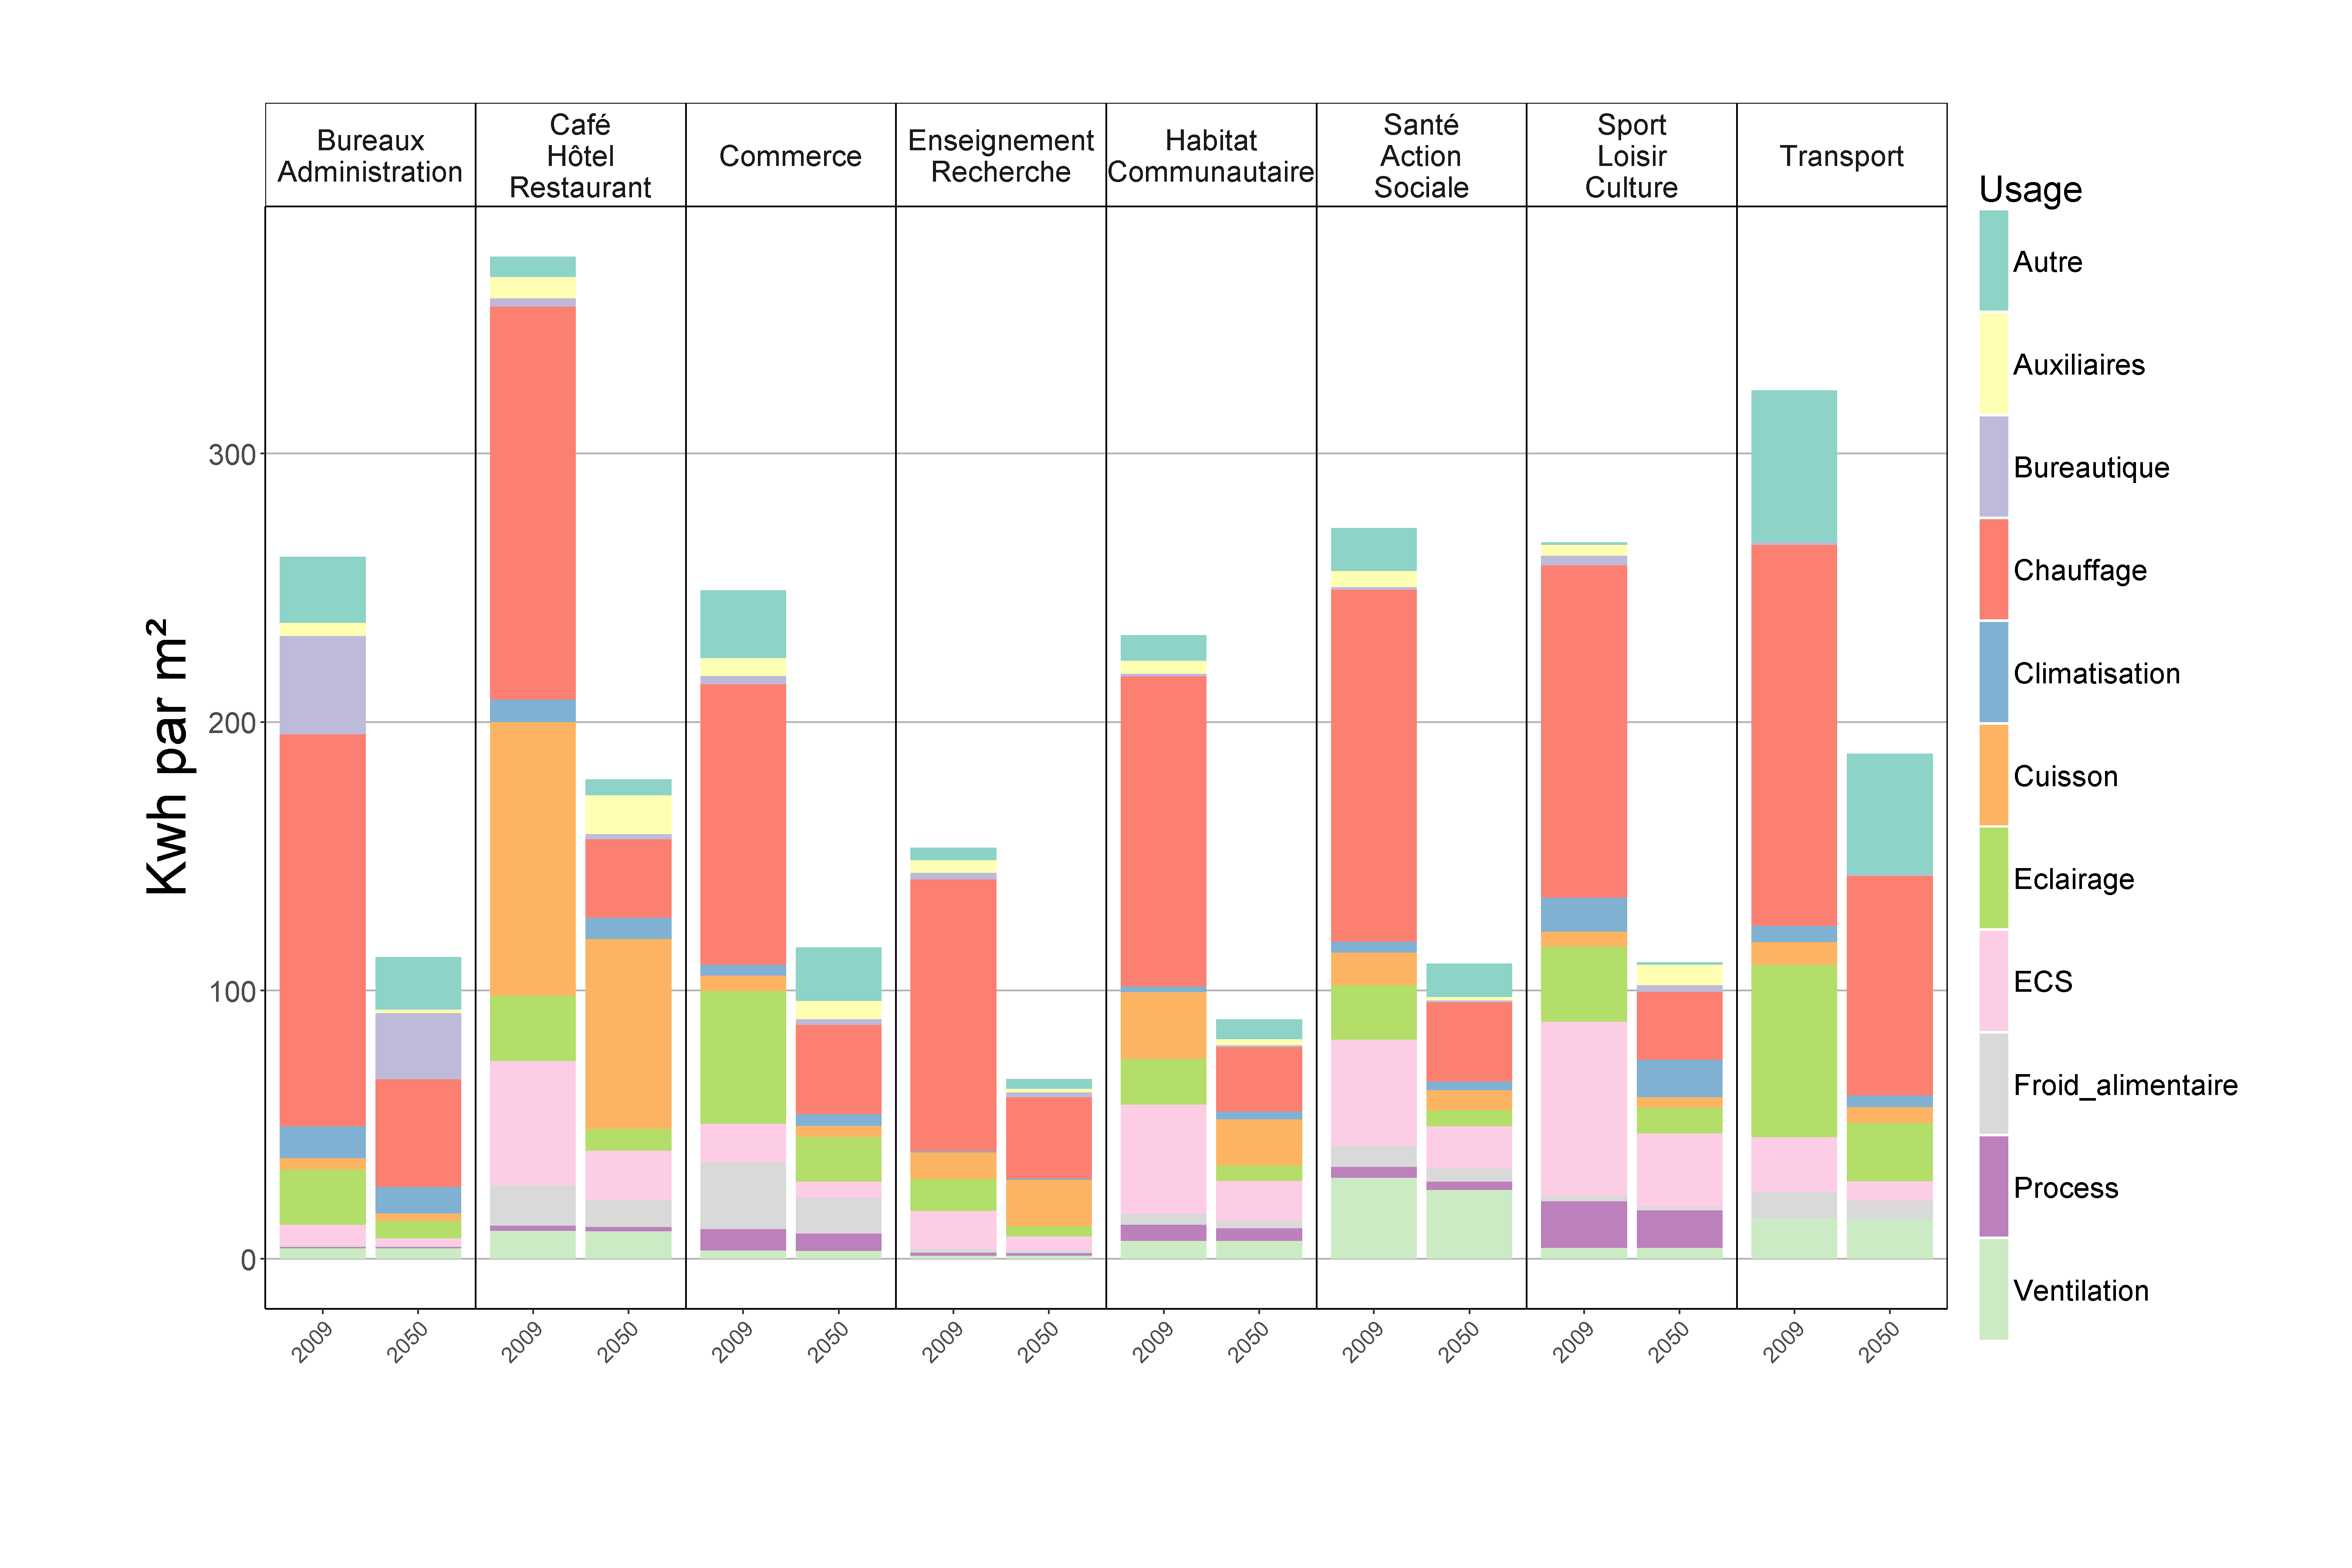 Bureaux
Administration
Café
Hôtel
Restaurant
Commerce
Enseignement
Recherche
Habitat
Communautaire
Santé
Action
Sociale
Sport
Loisir
Culture
Transport
Kwh par m²
300
200
100
0
2009
2050
2009
2050
2009
2050
2009
2050
2009
2050
2009
2050
2009
2050
2009
2050
Usage
Autre
Auxiliaires
Bureautique
Chauffage
Climatisation
Cuisson
Eclairage
ECS
Froid_alimentaire
Process
Ventilation